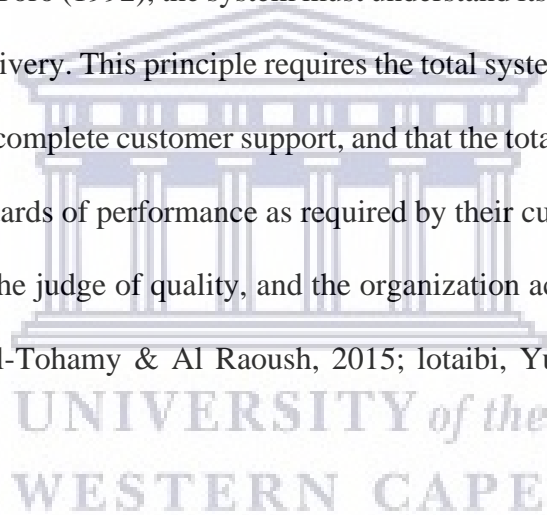 (1992), the system must understand its
ivery. This principle requires the total syste
complete customer support, and that the tota
ards of performance as required by their cu
he judge of quality, and the organization ac
l-Tohamy & Al Raoush, 2015; lotaibi, Yu
UNIVERSITY of the
WESTERN CAPE